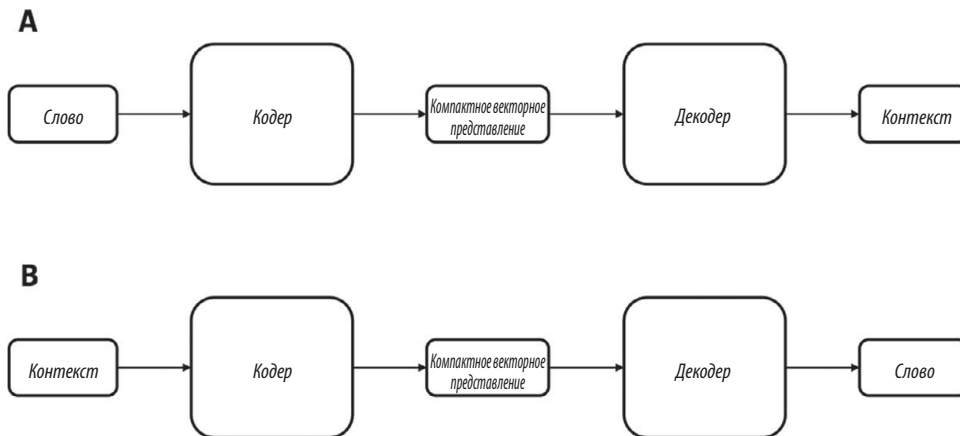 A
Слово
Кодер
Компактное векторное
представление
Декодер
Контекст
B
Контекст
Кодер
Компактное векторное
представление
Декодер
Слово